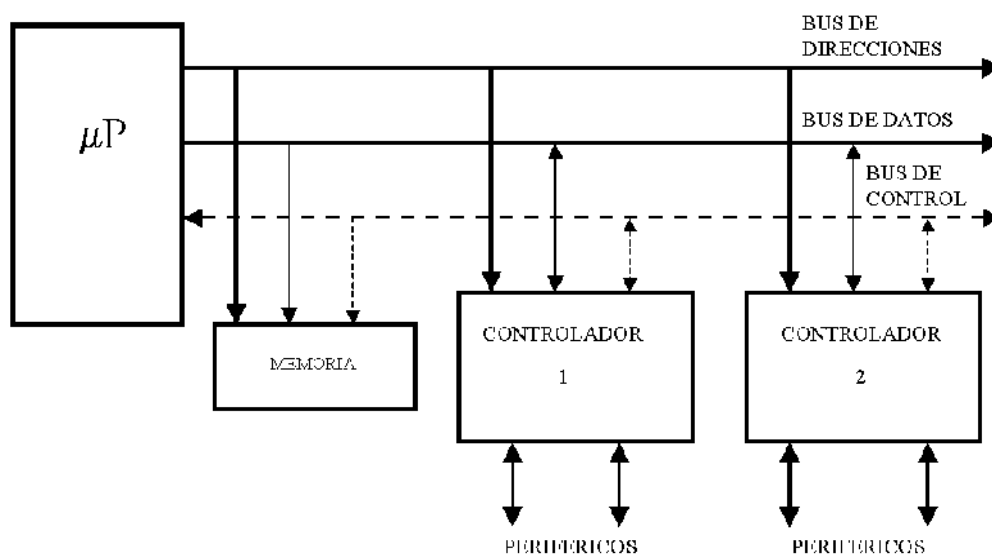 BUS DE
DIRECCIONES
µP
BUS DE DATOS
BUS DE
CONTROL
MEMORIA
CONTROLADOR
1
CONTROLADOR
2
PERIFERICOS
PERIFERICOS